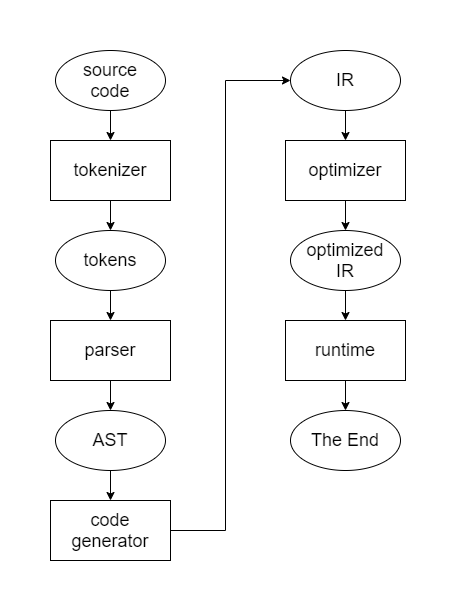 source
code
tokenizer
tokens
parser
AST
code
generator
IR
optimizer
optimized
IR
runtime
The End